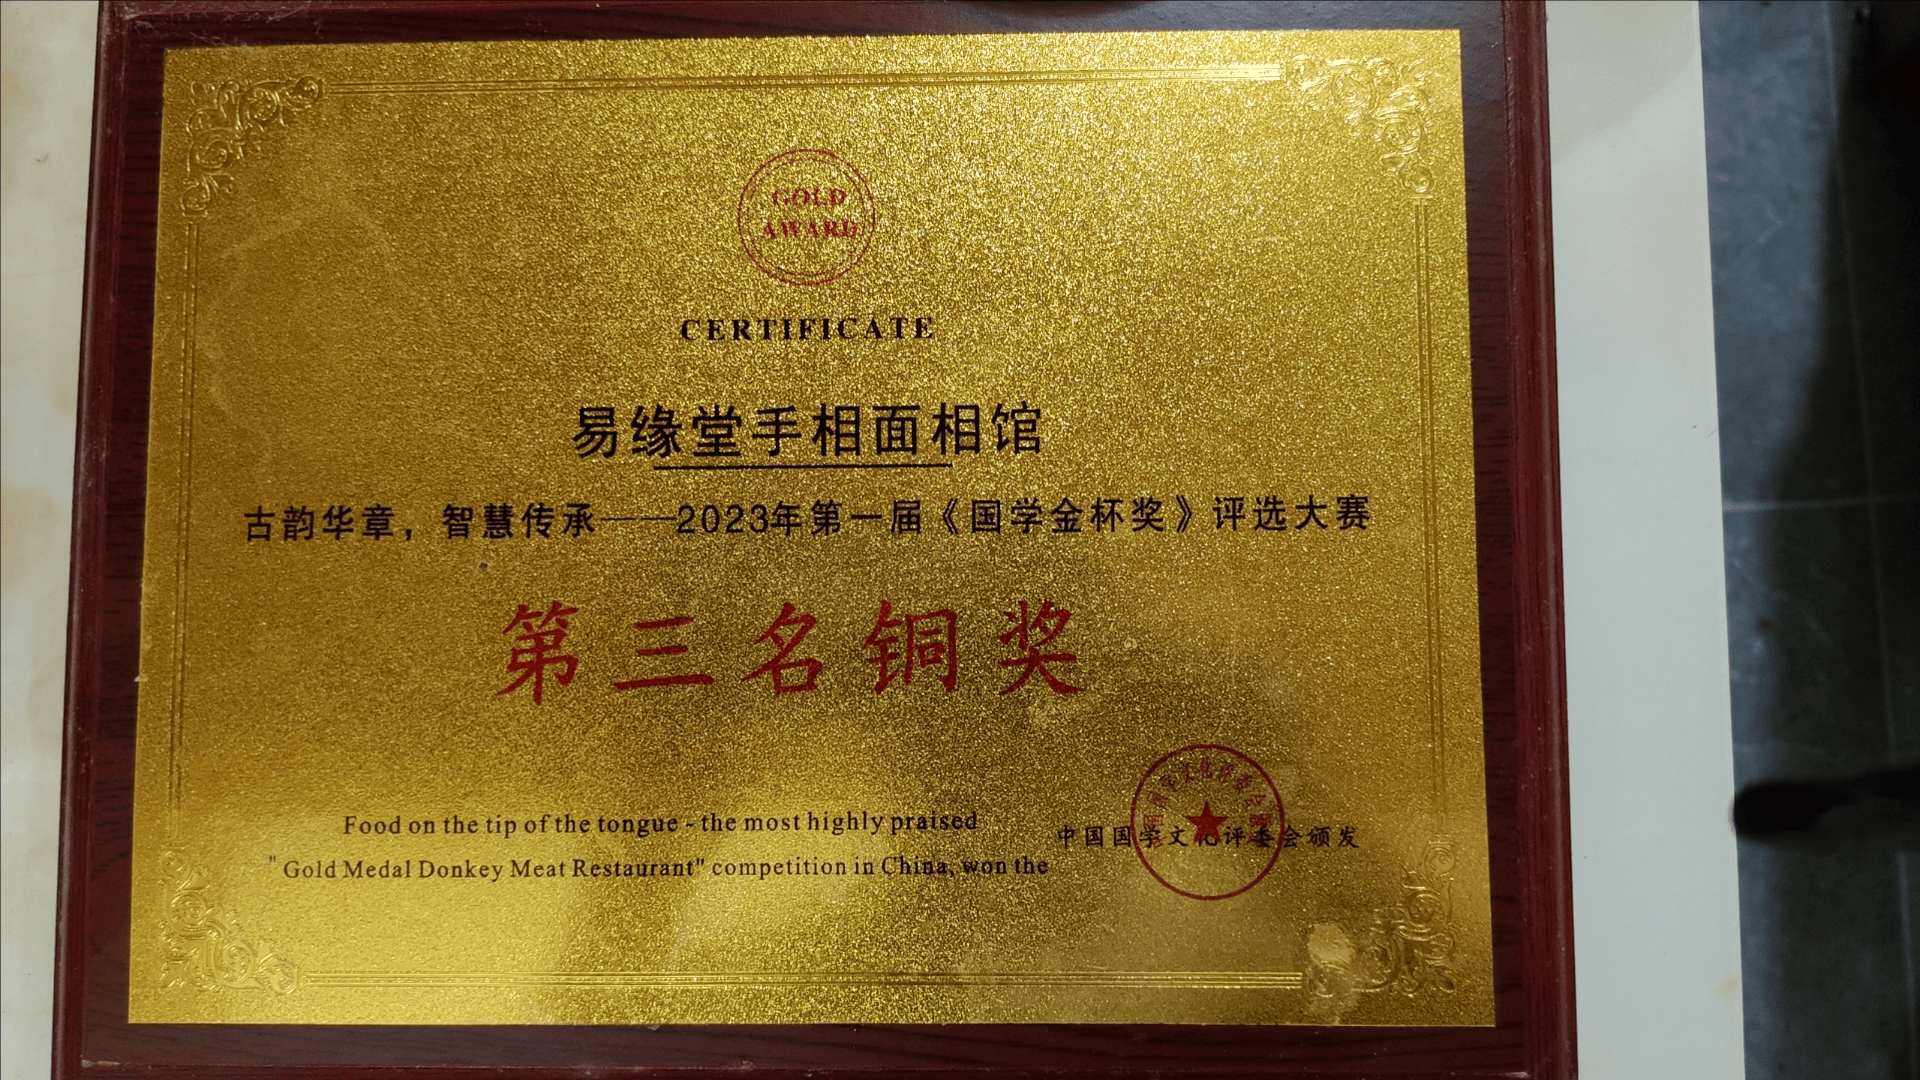 GOLD
AWARD
CERTIFICATE
易缘堂手相面相馆
古韵华章，智慧传承——2023年第一届《国学金杯奖》评选大赛
第三名铜奖
Food on the tip of the tongue - the most highly praised
"Gold Medal Donkey Meat Restaurant" competition in China, won the
中国国学文化评委会颁发